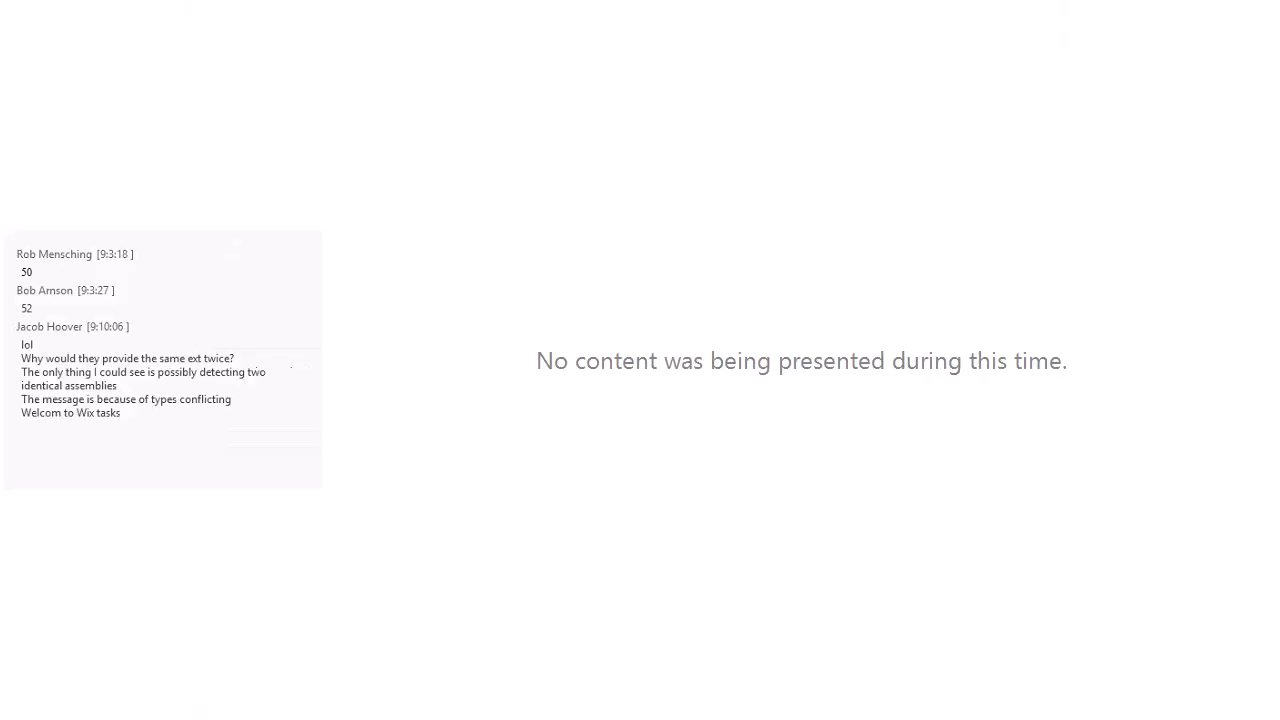 Rob Mensching [9:3:18 ]
50
Bob Arnson [9:3:27 ]
52
Jacob Hoover [9:10:06 ]
lol
Why would they provide the same ext twice?
The only thing I could see is possibly detecting two
identical assemblies
The message is because of types conflicting
Welcom to Wix tasks
No content was being presented during this time.